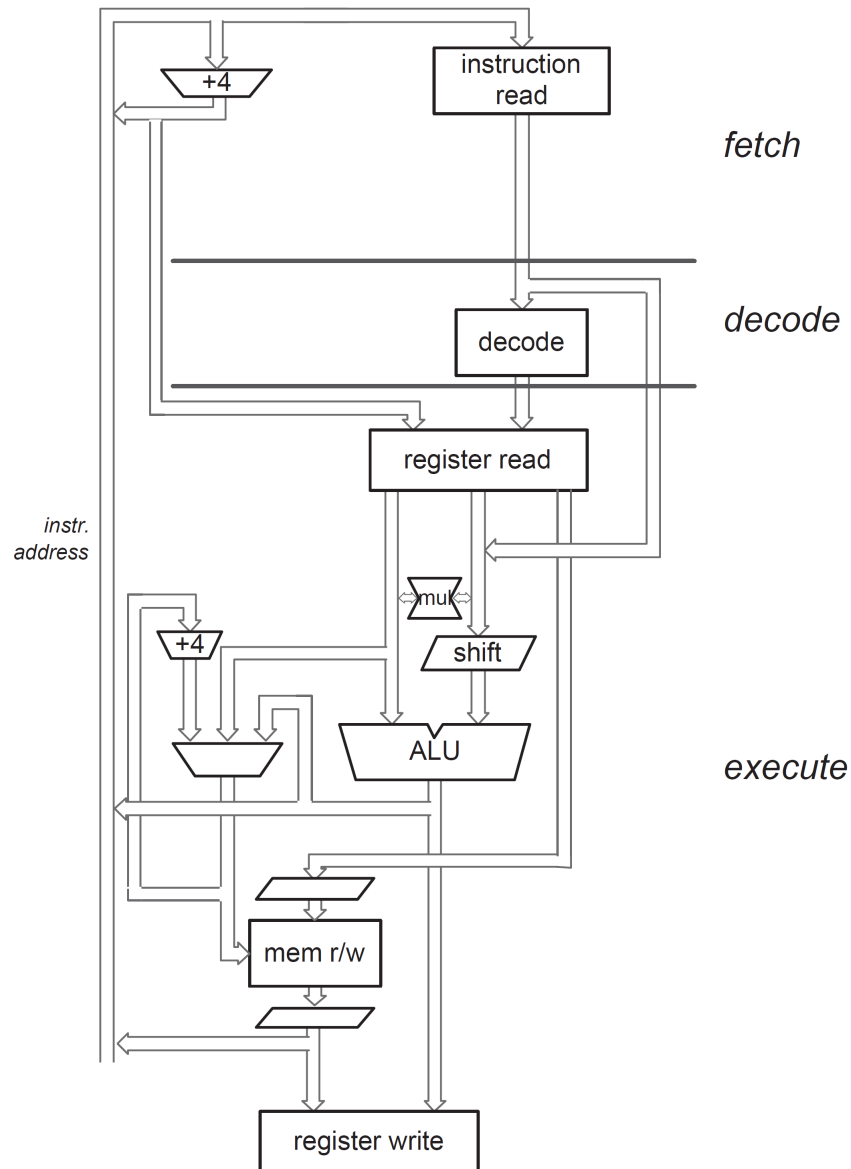 +4
instruction
read
fetch
decode
decode
register read
instr.
address
mul
+4
shift
ALU
execute
mem r/w
register write